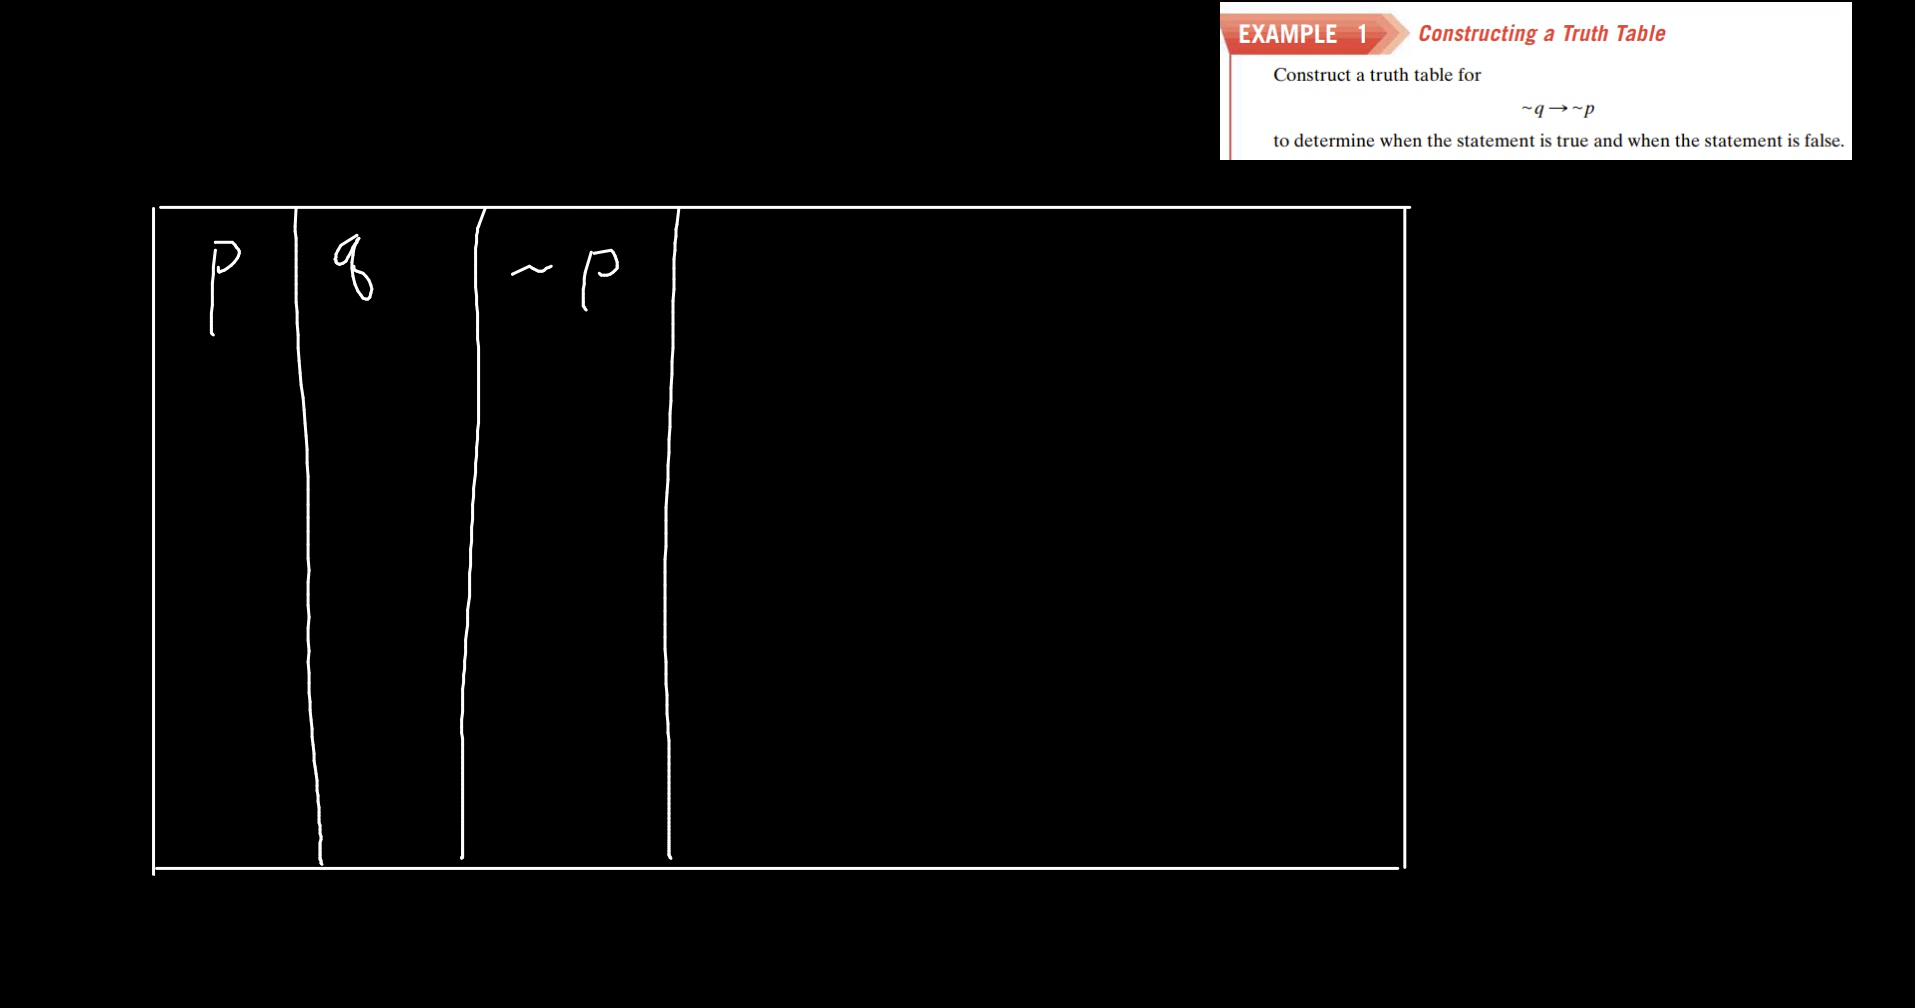 EXAMPLE 1 Constructing a Truth Table
Construct a truth table for
~q → ~p
to determine when the statement is true and when the statement is false.
p q ~p